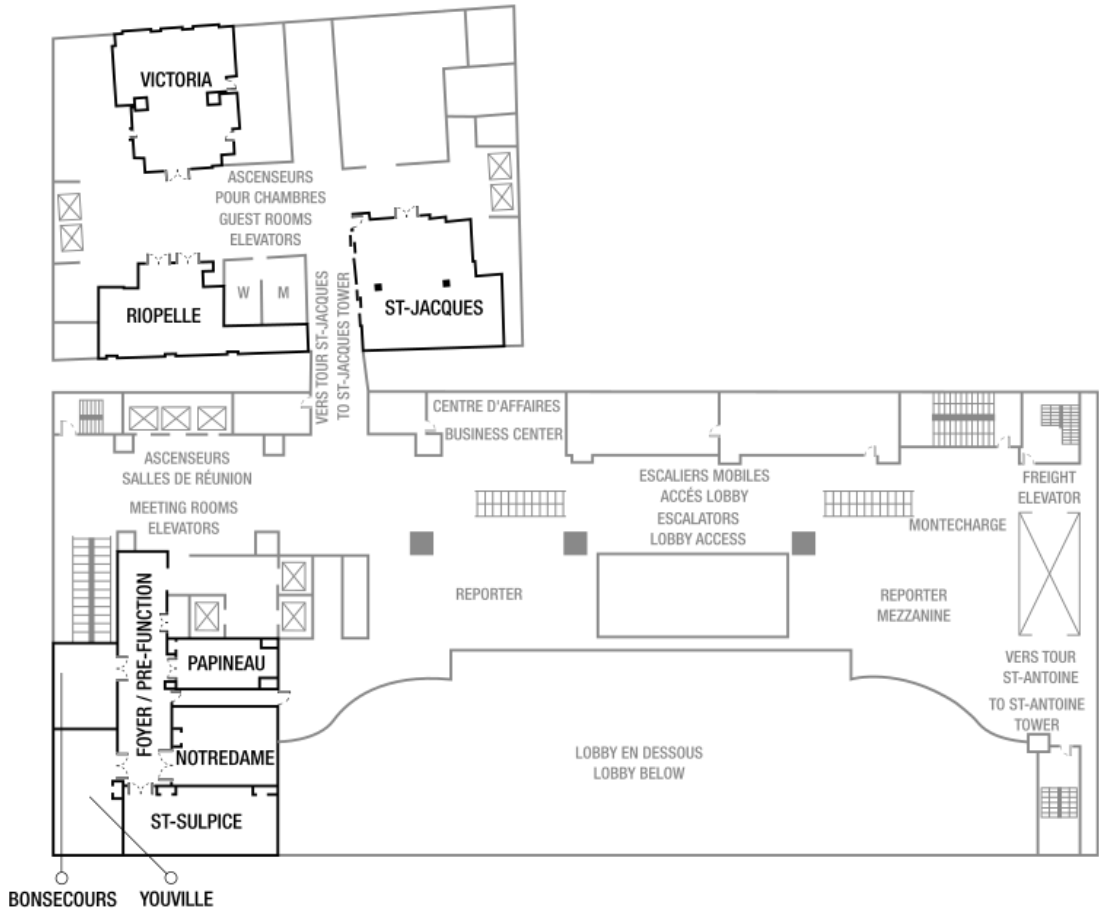 VICTORIA
ASCENSEURS
POUR CHAMBRES
GUEST ROOMS
ELEVATORS
W
M
RIOPELLE
ST-JACQUES
VERS TOUR ST-JACQUES
TO ST-JACQUES TOWER
CENTRE D'AFFAIRES
BUSINESS CENTER
ASCENSEURS
SALLES DE RÉUNION
MEETING ROOMS
ELEVATORS
ESCALIERS MOBILES
ACCÉS LOBBY
ESCALATORS
LOBBY ACCESS
FREIGHT
ELEVATOR
MONTECHARGE
REPORTER
REPORTER
MEZZANINE
FOYER / PRE-FUNCTION
PAPINEAU
VERS TOUR
ST-ANTOINE
TO ST-ANTOINE
TOWER
NOTREDAME
LOBBY EN DESSOUS
LOBBY BELOW
ST-SULPICE
BONSECOURS
YOUVILLE